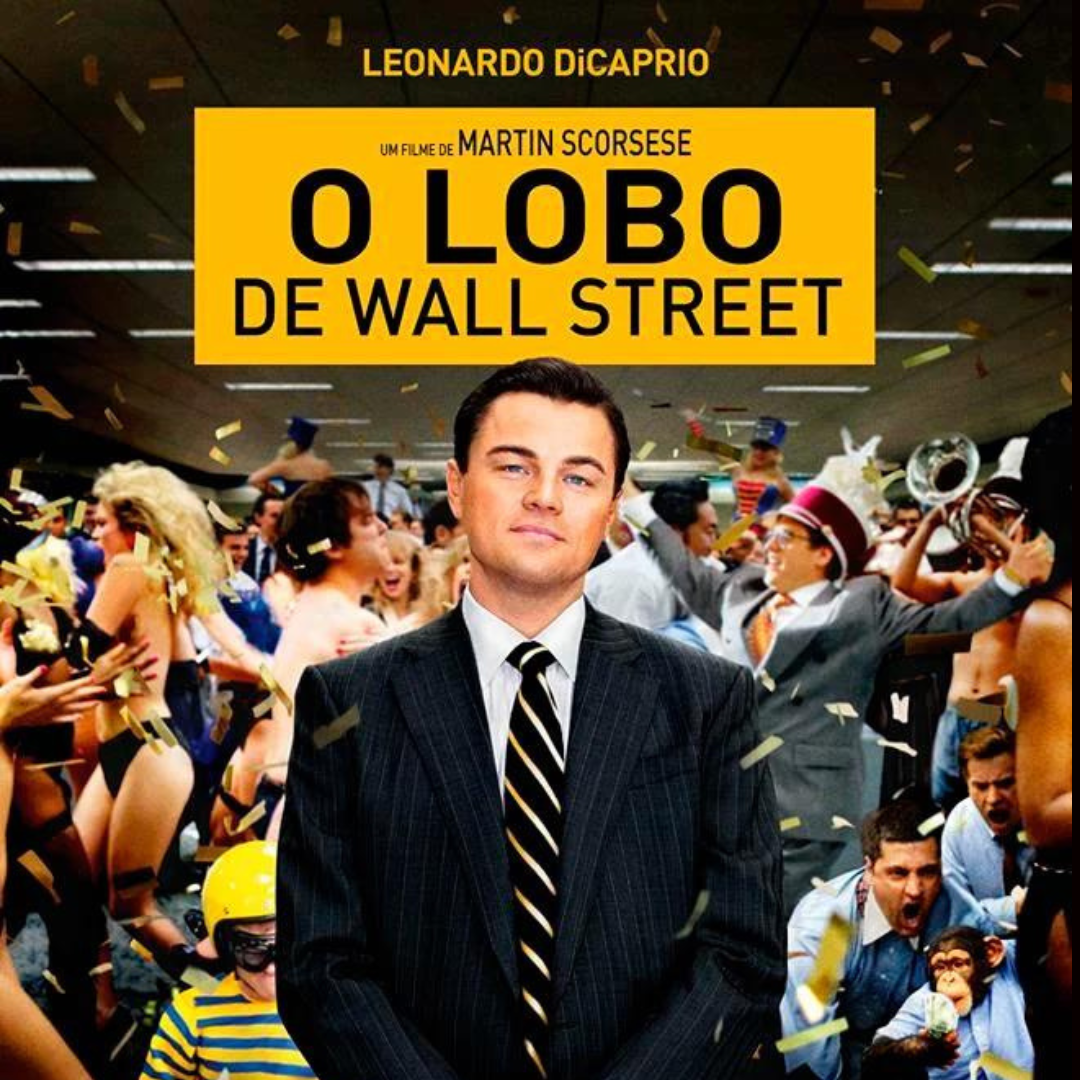 LEONARDO DiCAPRIO
UM FILME DE MARTIN SCORSESE
O LOBO
DE WALL STREET